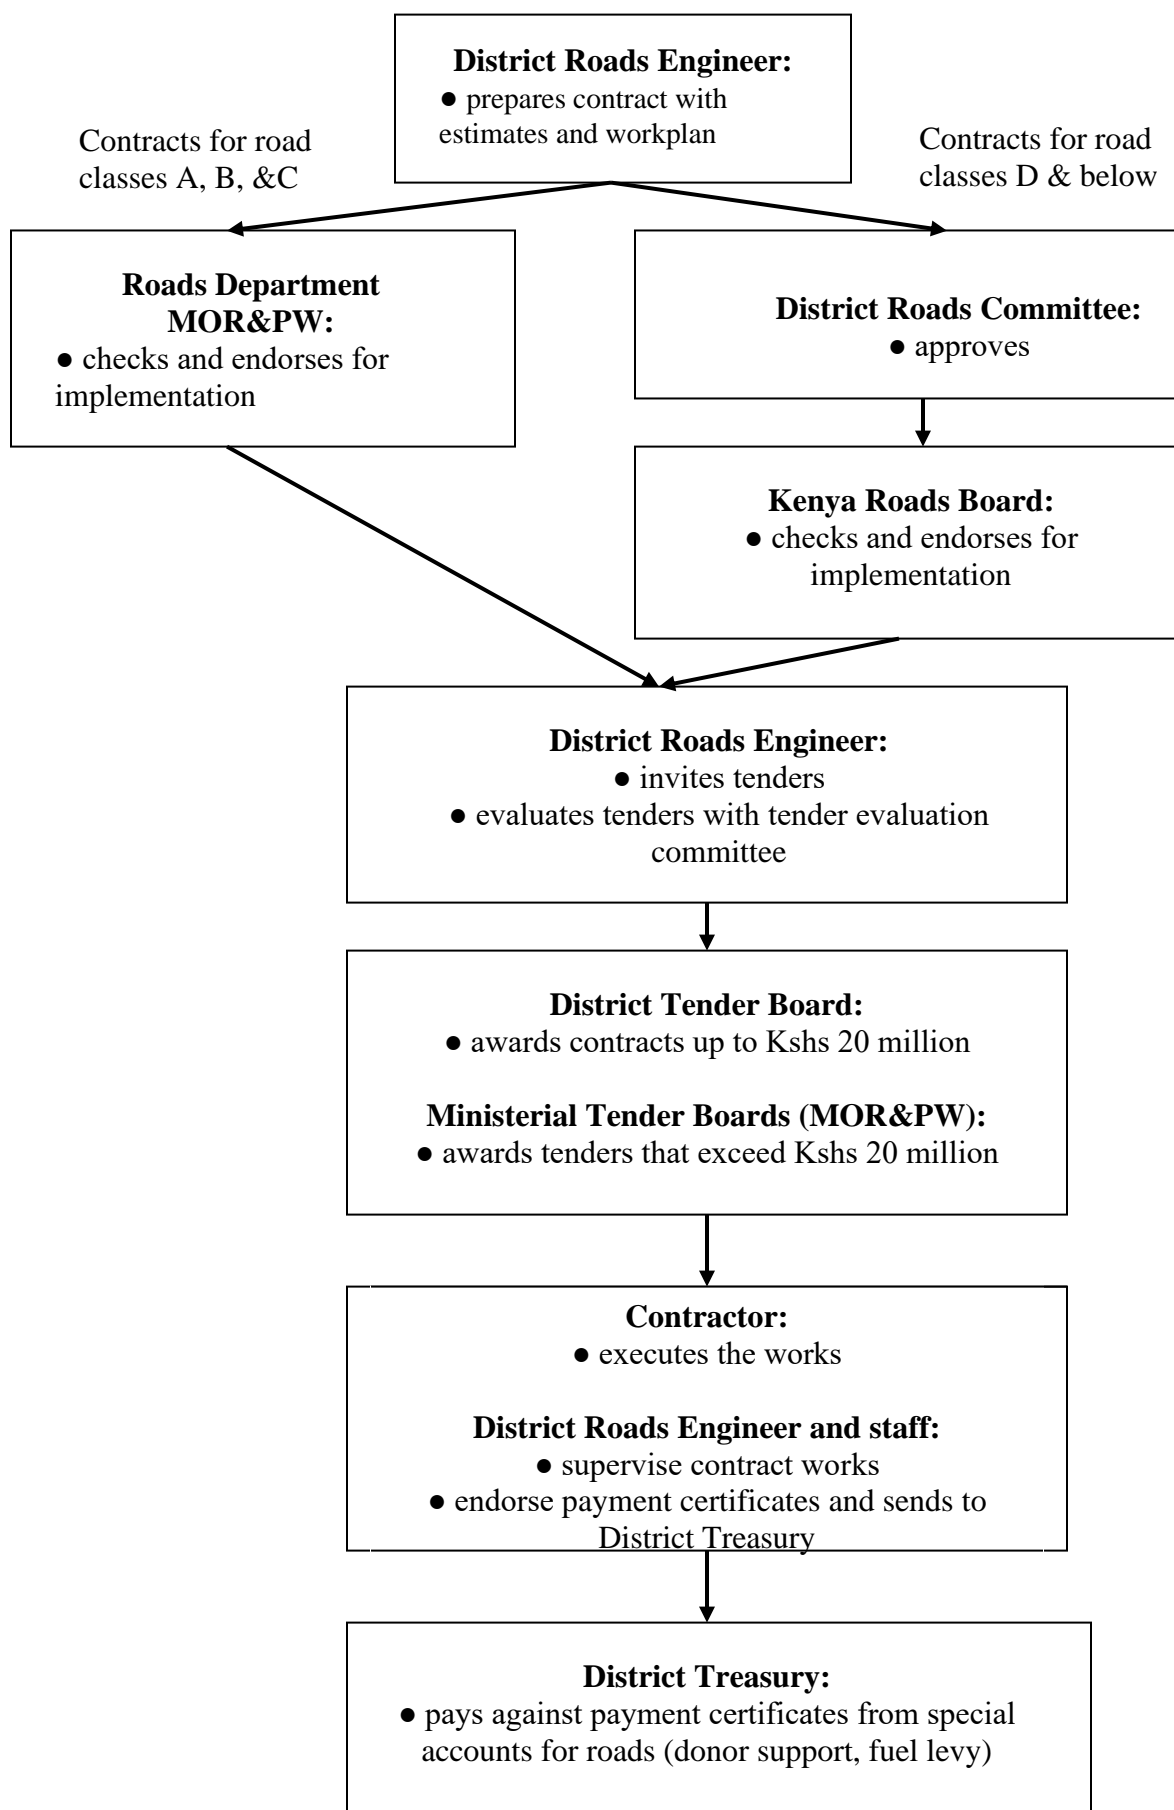 District Roads Engineer:
● prepares contract with
estimates and workplan
Contracts for road
classes A, B, &C
Contracts for road
classes D & below
Roads Department
MOR&PW:
● checks and endorses for
implementation
District Roads Committee:
● approves
Kenya Roads Board:
● checks and endorses for
implementation
District Roads Engineer:
● invites tenders
● evaluates tenders with tender evaluation
committee
District Tender Board:
● awards contracts up to Kshs 20 million
Ministerial Tender Boards (MOR&PW):
● awards tenders that exceed Kshs 20 million
Contractor:
● executes the works
District Roads Engineer and staff:
● supervise contract works
● endorse payment certificates and sends to
District Treasury
District Treasury:
● pays against payment certificates from special
accounts for roads (donor support, fuel levy)